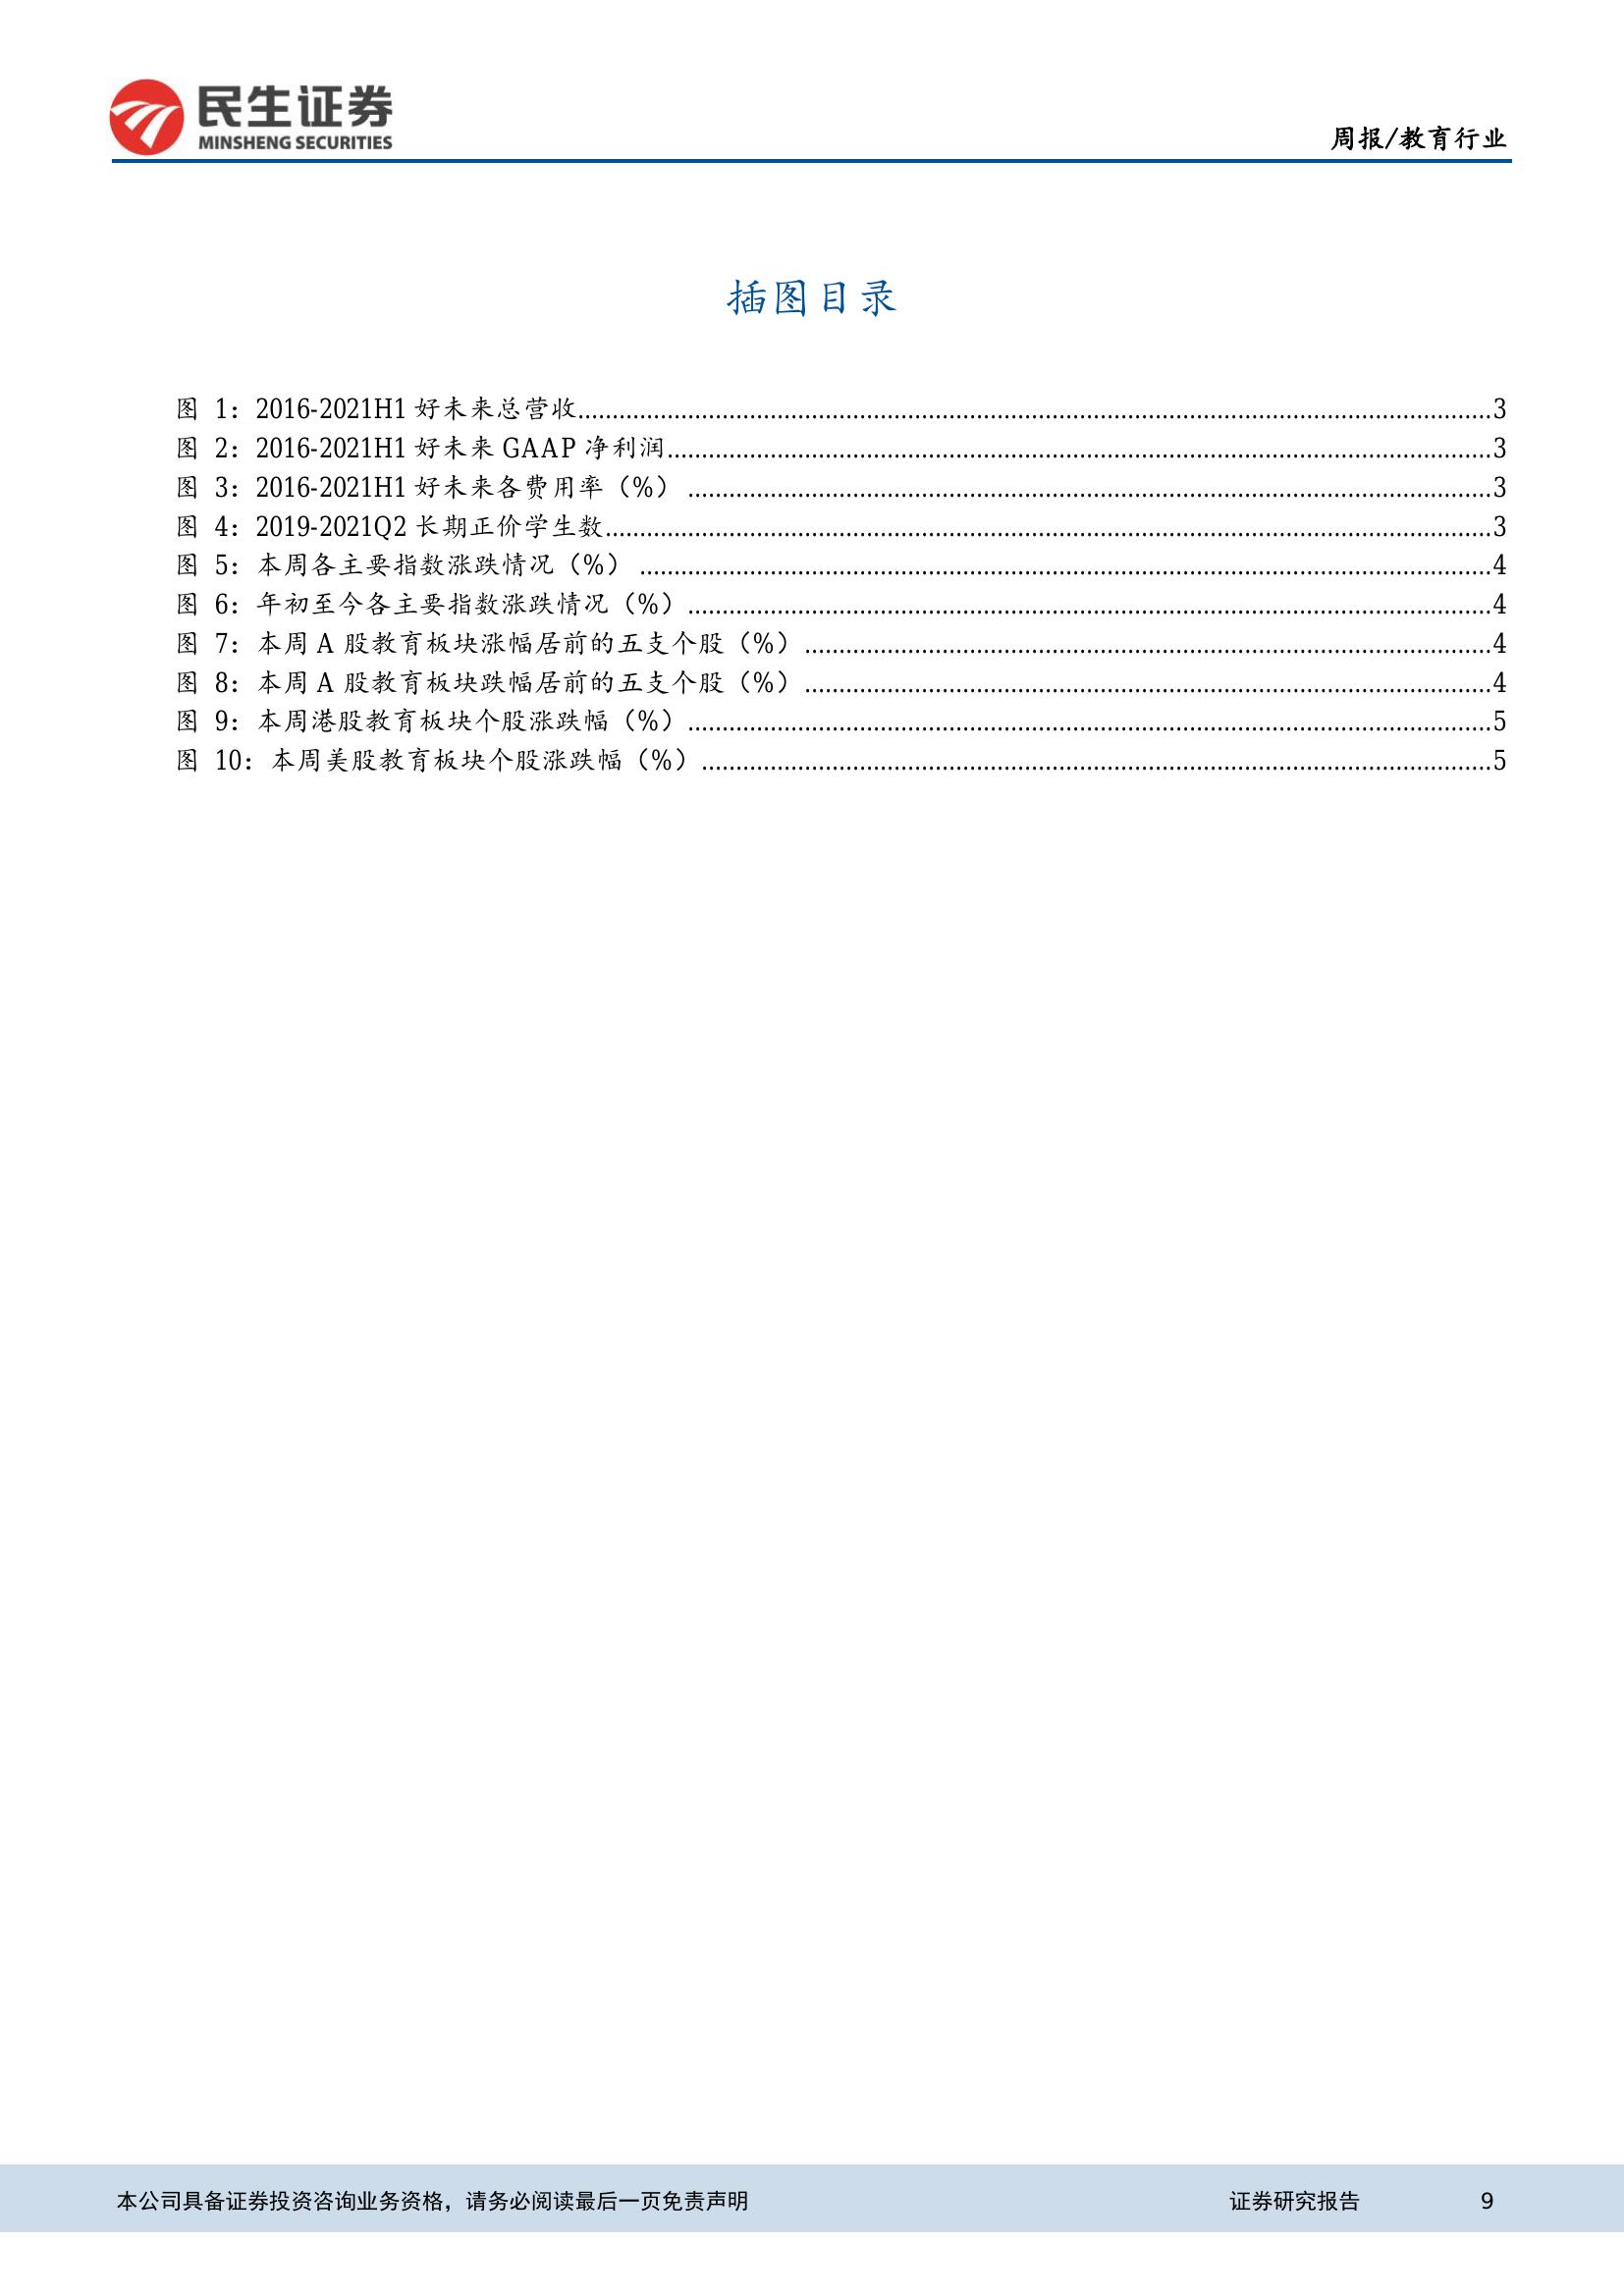 民生证券
MINSHENG SECURITIES
周报/教育行业
插图目录
图 1：2016-2021H1 好未来总营收........................3
图 2：2016-2021H1 好未来 GAAP 净利润........................3
图 3：2016-2021H1 好未来各费用率（%）........................3
图 4：2019-2021Q2 长期正价学生数........................3
图 5：本周各主要指数涨跌情况（%）........................4
图 6：年初至今各主要指数涨跌情况（%）........................4
图 7：本周 A 股教育板块涨幅居前的五支个股（%）........................4
图 8：本周 A 股教育板块跌幅居前的五支个股（%）........................4
图 9：本周港股教育板块个股涨跌幅（%）........................5
图 10：本周美股教育板块个股涨跌幅（%）........................5
本公司具备证券投资咨询业务资格，请务必阅读最后一页免责声明 证券研究报告 9